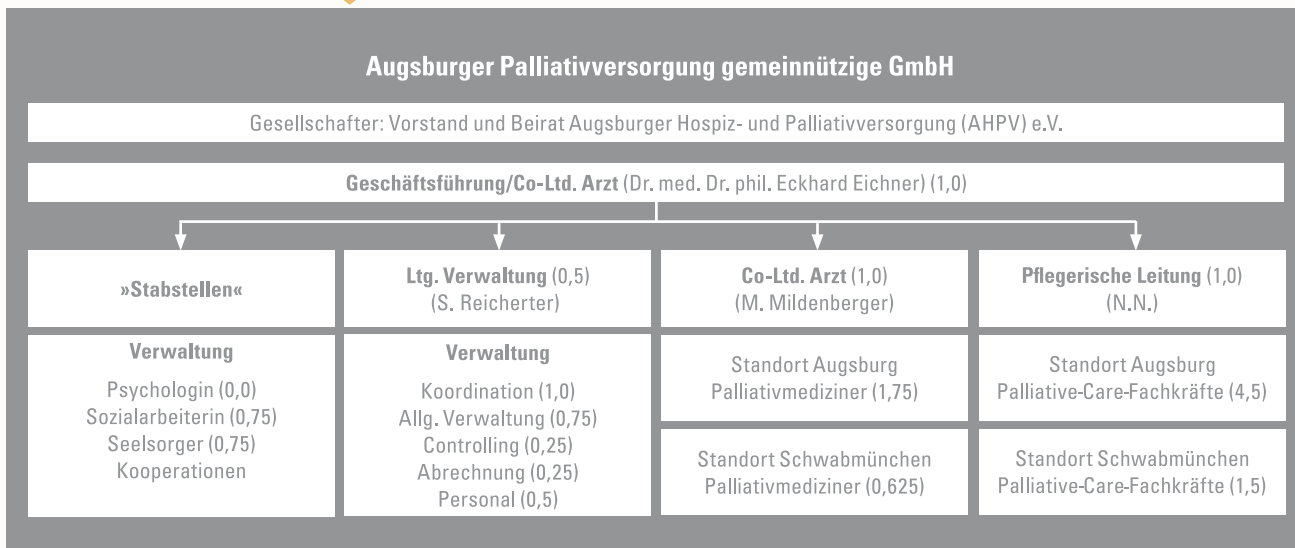 Augsburger Palliativversorgung gemeinnützige GmbH
Gesellschafter: Vorstand und Beirat Augsburger Hospiz- und Palliativversorgung (AHPV) e.V.
Geschäftsführung/Co-Ltd. Arzt (Dr. med. Dr. phil. Eckhard Eichner) (1,0)
»Stabstellen«
Verwaltung
Psychologin (0,0)
Sozialarbeiterin (0,75)
Seelsorger (0,75)
Kooperationen
Ltg. Verwaltung (0,5)
(S. Reicherter)
Verwaltung
Koordination (1,0)
Allg. Verwaltung (0,75)
Controlling (0,25)
Abrechnung (0,25)
Personal (0,5)
Co-Ltd. Arzt (1,0)
(M. Mildenberger)
Standort Augsburg
Palliativmediziner (1,75)
Standort Schwabmünchen
Palliativmediziner (0,625)
Pflegerische Leitung (1,0)
(N.N.)
Standort Augsburg
Palliative-Care-Fachkräfte (4,5)
Standort Schwabmünchen
Palliative-Care-Fachkräfte (1,5)